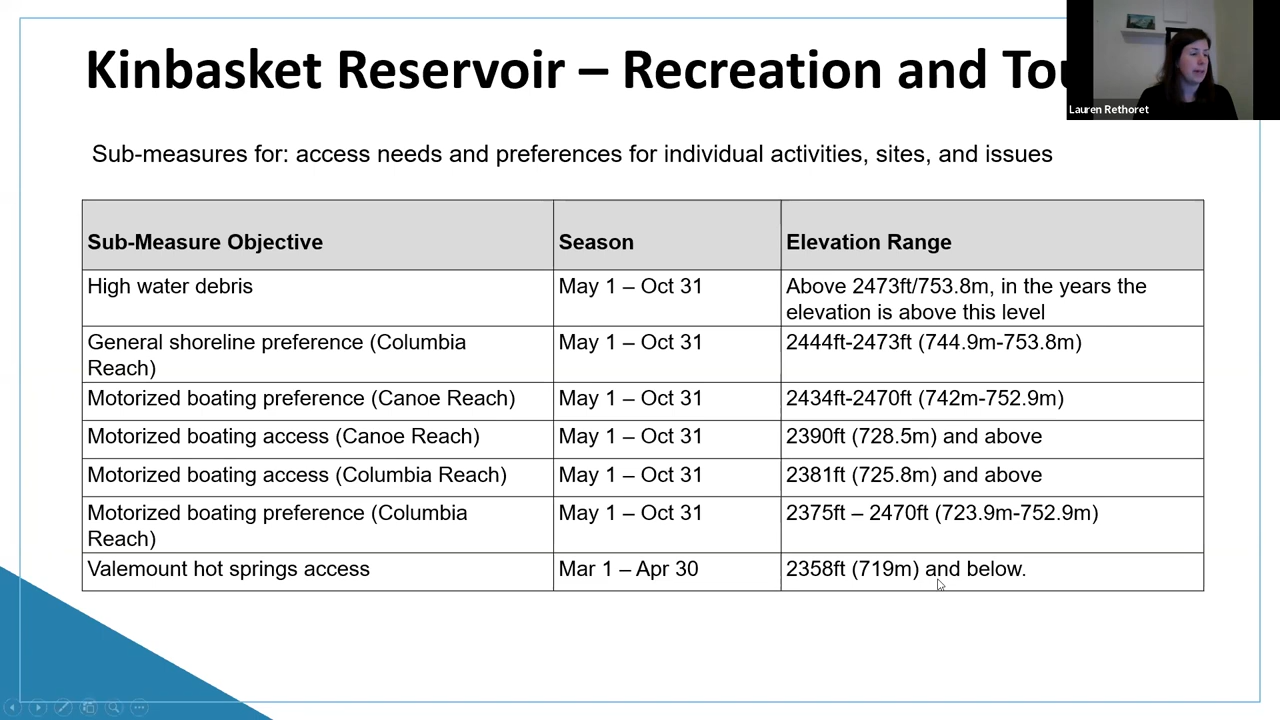 Kinbasket Reservoir – Recreation and Tou
Lauren Rethoret
Sub-measures for: access needs and preferences for individual activities, sites, and issues
Sub-Measure Objective Season Elevation Range
High water debris May 1 – Oct 31 Above 2473ft/753.8m, in the years the
elevation is above this level
General shoreline preference (Columbia May 1 – Oct 31 2444ft-2473ft (744.9m-753.8m)
Reach)
Motorized boating preference (Canoe Reach) May 1 – Oct 31 2434ft-2470ft (742m-752.9m)
Motorized boating access (Canoe Reach) May 1 – Oct 31 2390ft (728.5m) and above
Motorized boating access (Columbia Reach) May 1 – Oct 31 2381ft (725.8m) and above
Motorized boating preference (Columbia May 1 – Oct 31 2375ft – 2470ft (723.9m-752.9m)
Reach)
Valemount hot springs access Mar 1 – Apr 30 2358ft (719m) and below.